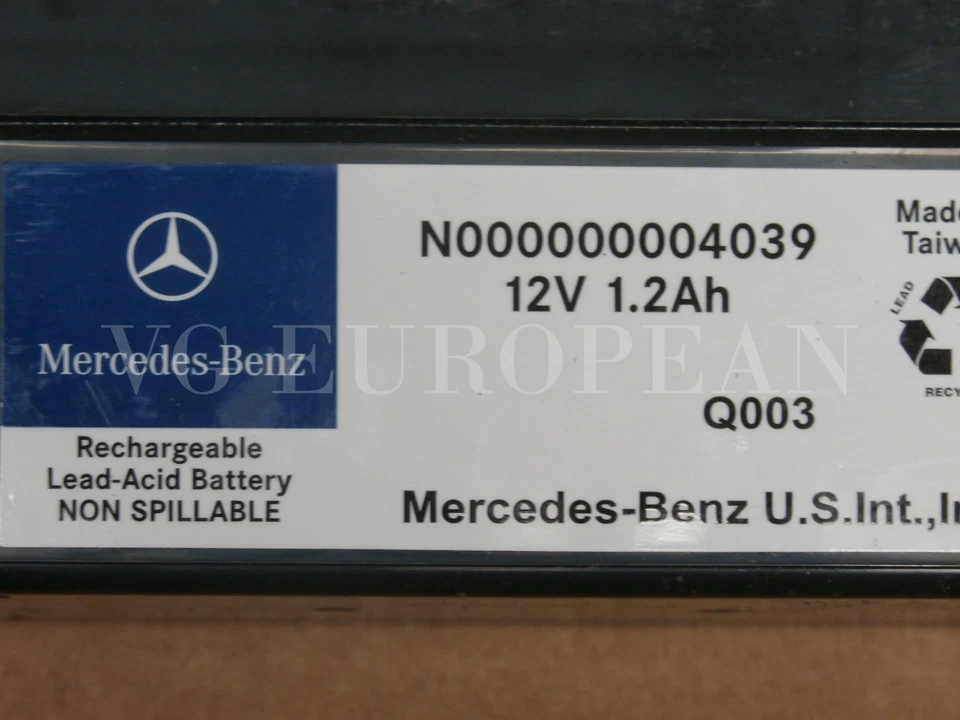 N000000004039
12V 1.2Ah
Q003
Mercedes-Benz U.S.Int.,
Mercedes-Benz
Rechargeable
Lead-Acid Battery
NON SPILLABLE
LEAD
VG EUROPEAN